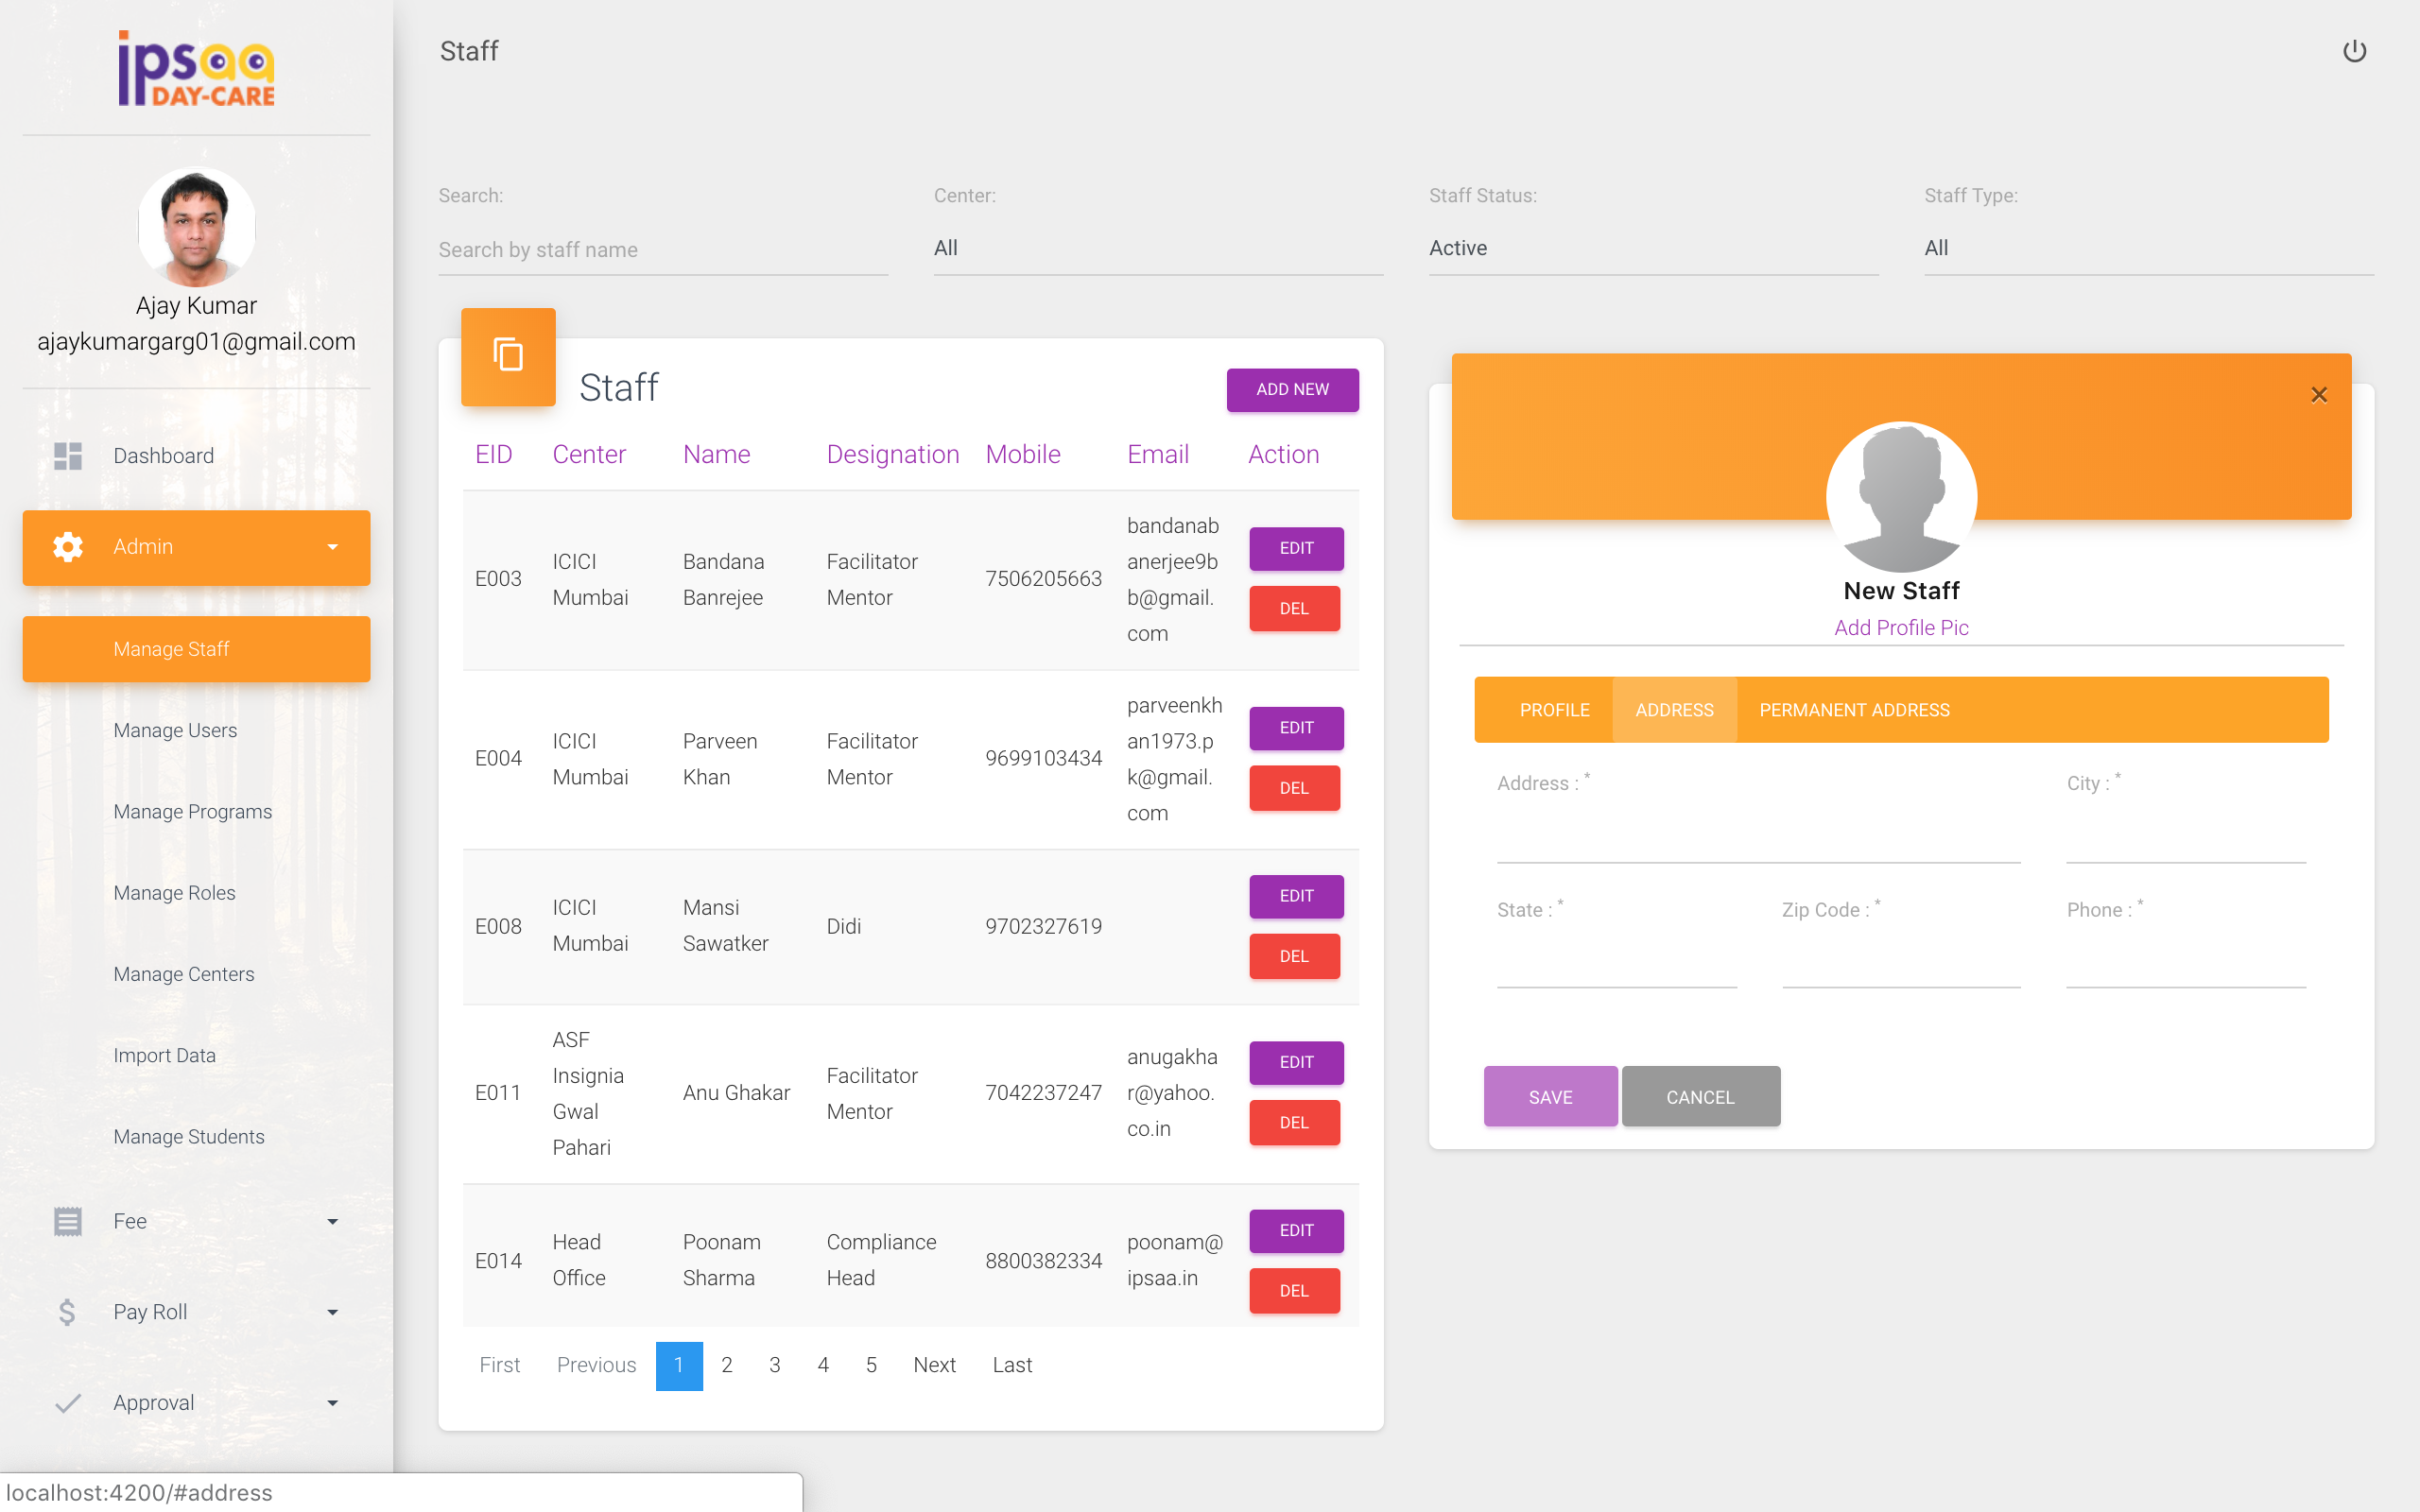 ipsaa
DAY-CARE
Ajay Kumar
ajaykumargarg01@gmail.com
Dashboard
Admin
Manage Staff
Manage Users
Manage Programs
Manage Roles
Manage Centers
Import Data
Manage Students
Fee
Pay Roll
Approval
localhost:4200/#address
Staff
Search:
Search by staff name
Center:
All
Staff Status:
Active
Staff Type:
All
Staff
ADD NEW
EID Center Name Designation Mobile Email Action
E003
ICICI
Mumbai
Bandana
Banrejee
Facilitator
Mentor
7506205663
bandanab
anerjee9b
b@gmail.
com
EDIT
DEL
E004
ICICI
Mumbai
Parveen
Khan
Facilitator
Mentor
9699103434
parveenkh
an1973.p
k@gmail.
com
EDIT
DEL
E008
ICICI
Mumbai
Mansi
Sawatker
Didi
9702327619
EDIT
DEL
E011
ASF
Insignia
Gwal
Pahari
Anu Ghakar
Facilitator
Mentor
7042237247
anugakha
r@yahoo.
co.in
EDIT
DEL
E014
Head
Office
Poonam
Sharma
Compliance
Head
8800382334
poonam@
ipsaa.in
EDIT
DEL
First Previous 1 2 3 4 5 Next Last
×
New Staff
Add Profile Pic
PROFILE ADDRESS PERMANENT ADDRESS
Address : *
City : *
State : *
Zip Code : *
Phone : *
SAVE
CANCEL